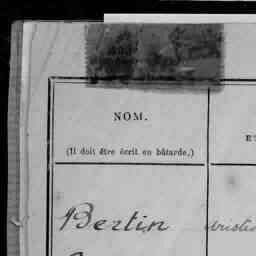 NOM.
(Il doit être écrit en bâtarde.)
Bertin